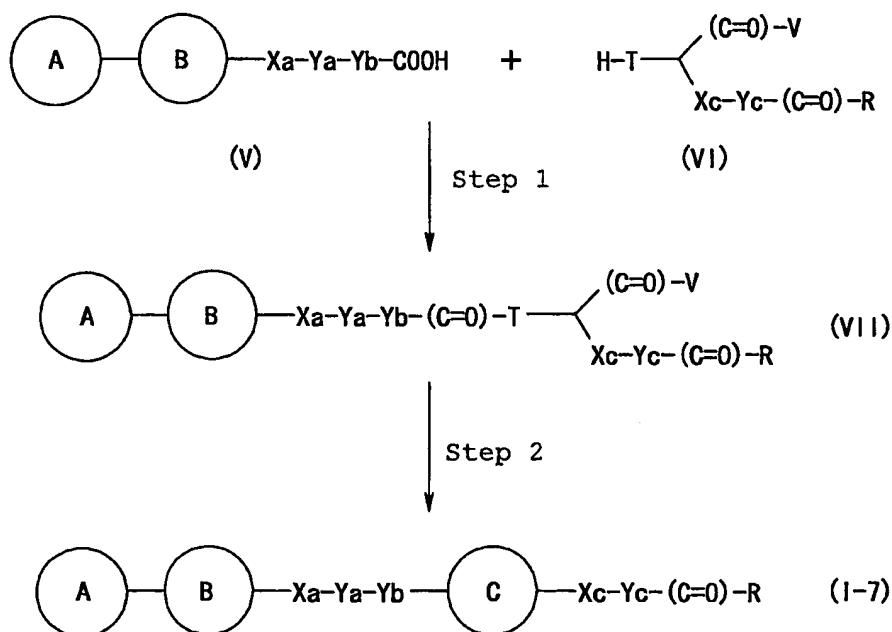 (C=O)-V
A B -Xa-Ya-Yb-COOH + H-T
Xc-Yc-(C=O)-R
(V) (VI)
Step 1
(C=O)-V
A B -Xa-Ya-Yb-(C=O)-T
Xc-Yc-(C=O)-R (VII)
Step 2
A B -Xa-Ya-Yb- C -Xc-Yc-(C=O)-R (I-7)